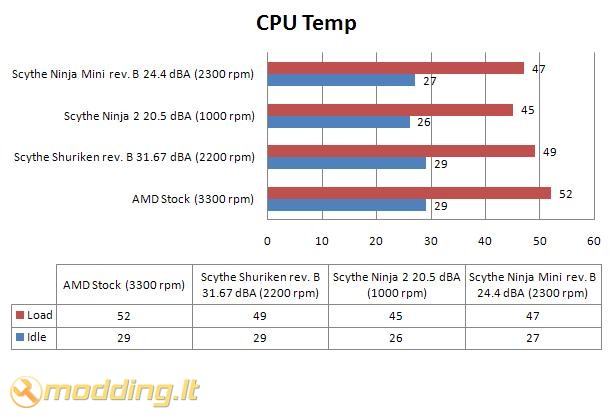 CPU Temp
Scythe Ninja Mini rev. B 24.4 dBA (2300 rpm)
47
27
Scythe Ninja 2 20.5 dBA (1000 rpm)
45
26
Scythe Shuriken rev. B 31.67 dBA (2200 rpm)
49
29
AMD Stock (3300 rpm)
52
29
0 10 20 30 40 50 60
AMD Stock (3300 rpm) Scythe Shuriken rev. B Scythe Ninja 2 20.5 dBA Scythe Ninja Mini rev. B
31.67 dBA (2200 rpm) (1000 rpm) 24.4 dBA (2300 rpm)
Load 52 49 45 47
Idle 29 29 26 27
modding.lt